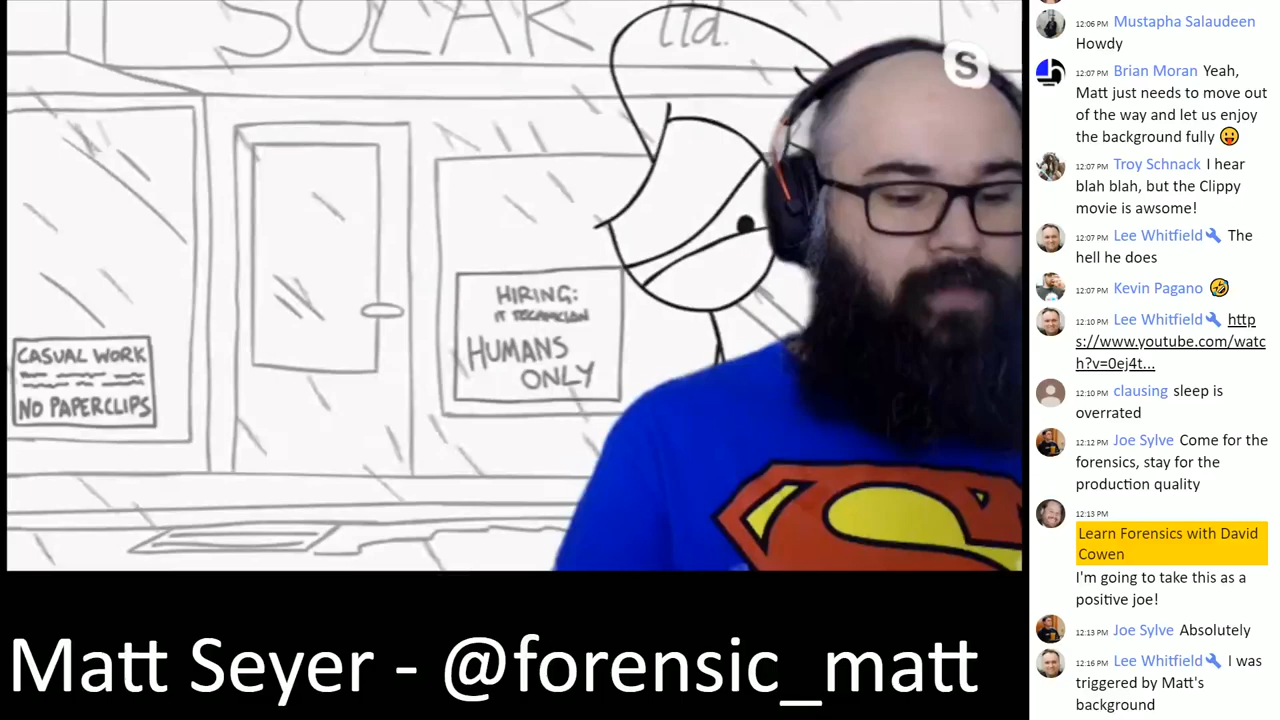 SOLAR Ltd.
S
HIRING:
IT TECHNICIAN
HUMANS
ONLY
CASUAL WORK
NO PAPERCLIPS
Matt Seyer - @forensic_matt
12:06 PM Mustapha Salaudeen
Howdy
12:07 PM Brian Moran Yeah,
Matt just needs to move out
of the way and let us enjoy
the background fully 😛
12:07 PM Troy Schnack I hear
blah blah, but the Clippy
movie is awsome!
12:07 PM Lee Whitfield The
hell he does
12:07 PM Kevin Pagano 🤣
12:10 PM Lee Whitfield http
s://www.youtube.com/watc
h?v=0ej4t...
12:10 PM clausing sleep is
overrated
12:12 PM Joe Sylve Come for the
forensics, stay for the
production quality
12:13 PM
Learn Forensics with David
Cowen
I'm going to take this as a
positive joe!
12:13 PM Joe Sylve Absolutely
12:16 PM Lee Whitfield I was
triggered by Matt's
background